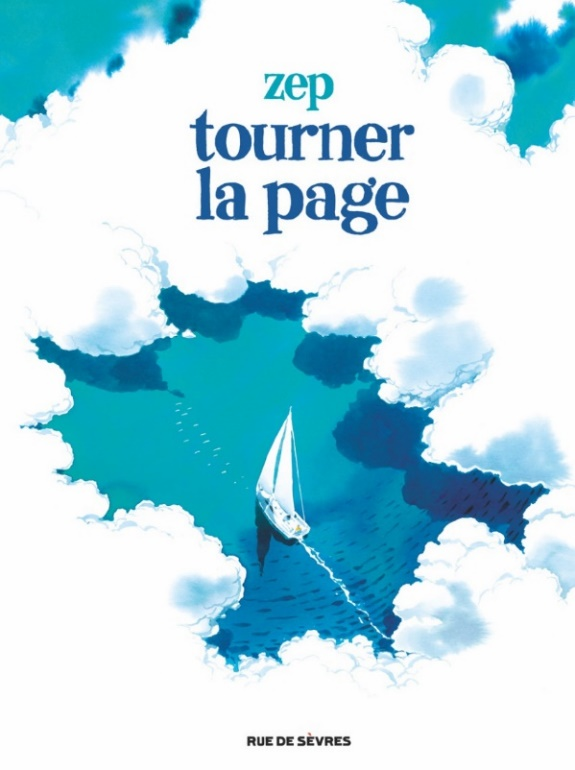 zep
tourner
la page
RUE DE SÈVRES